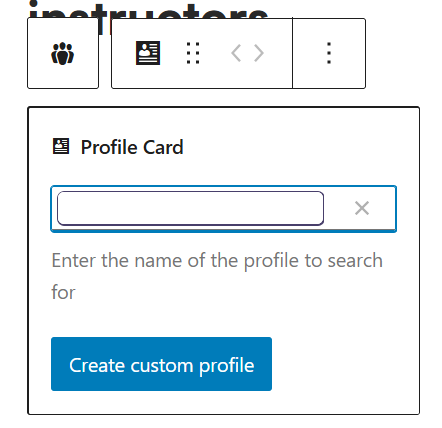 instructors
Profile Card
Enter the name of the profile to search
for
Create custom profile